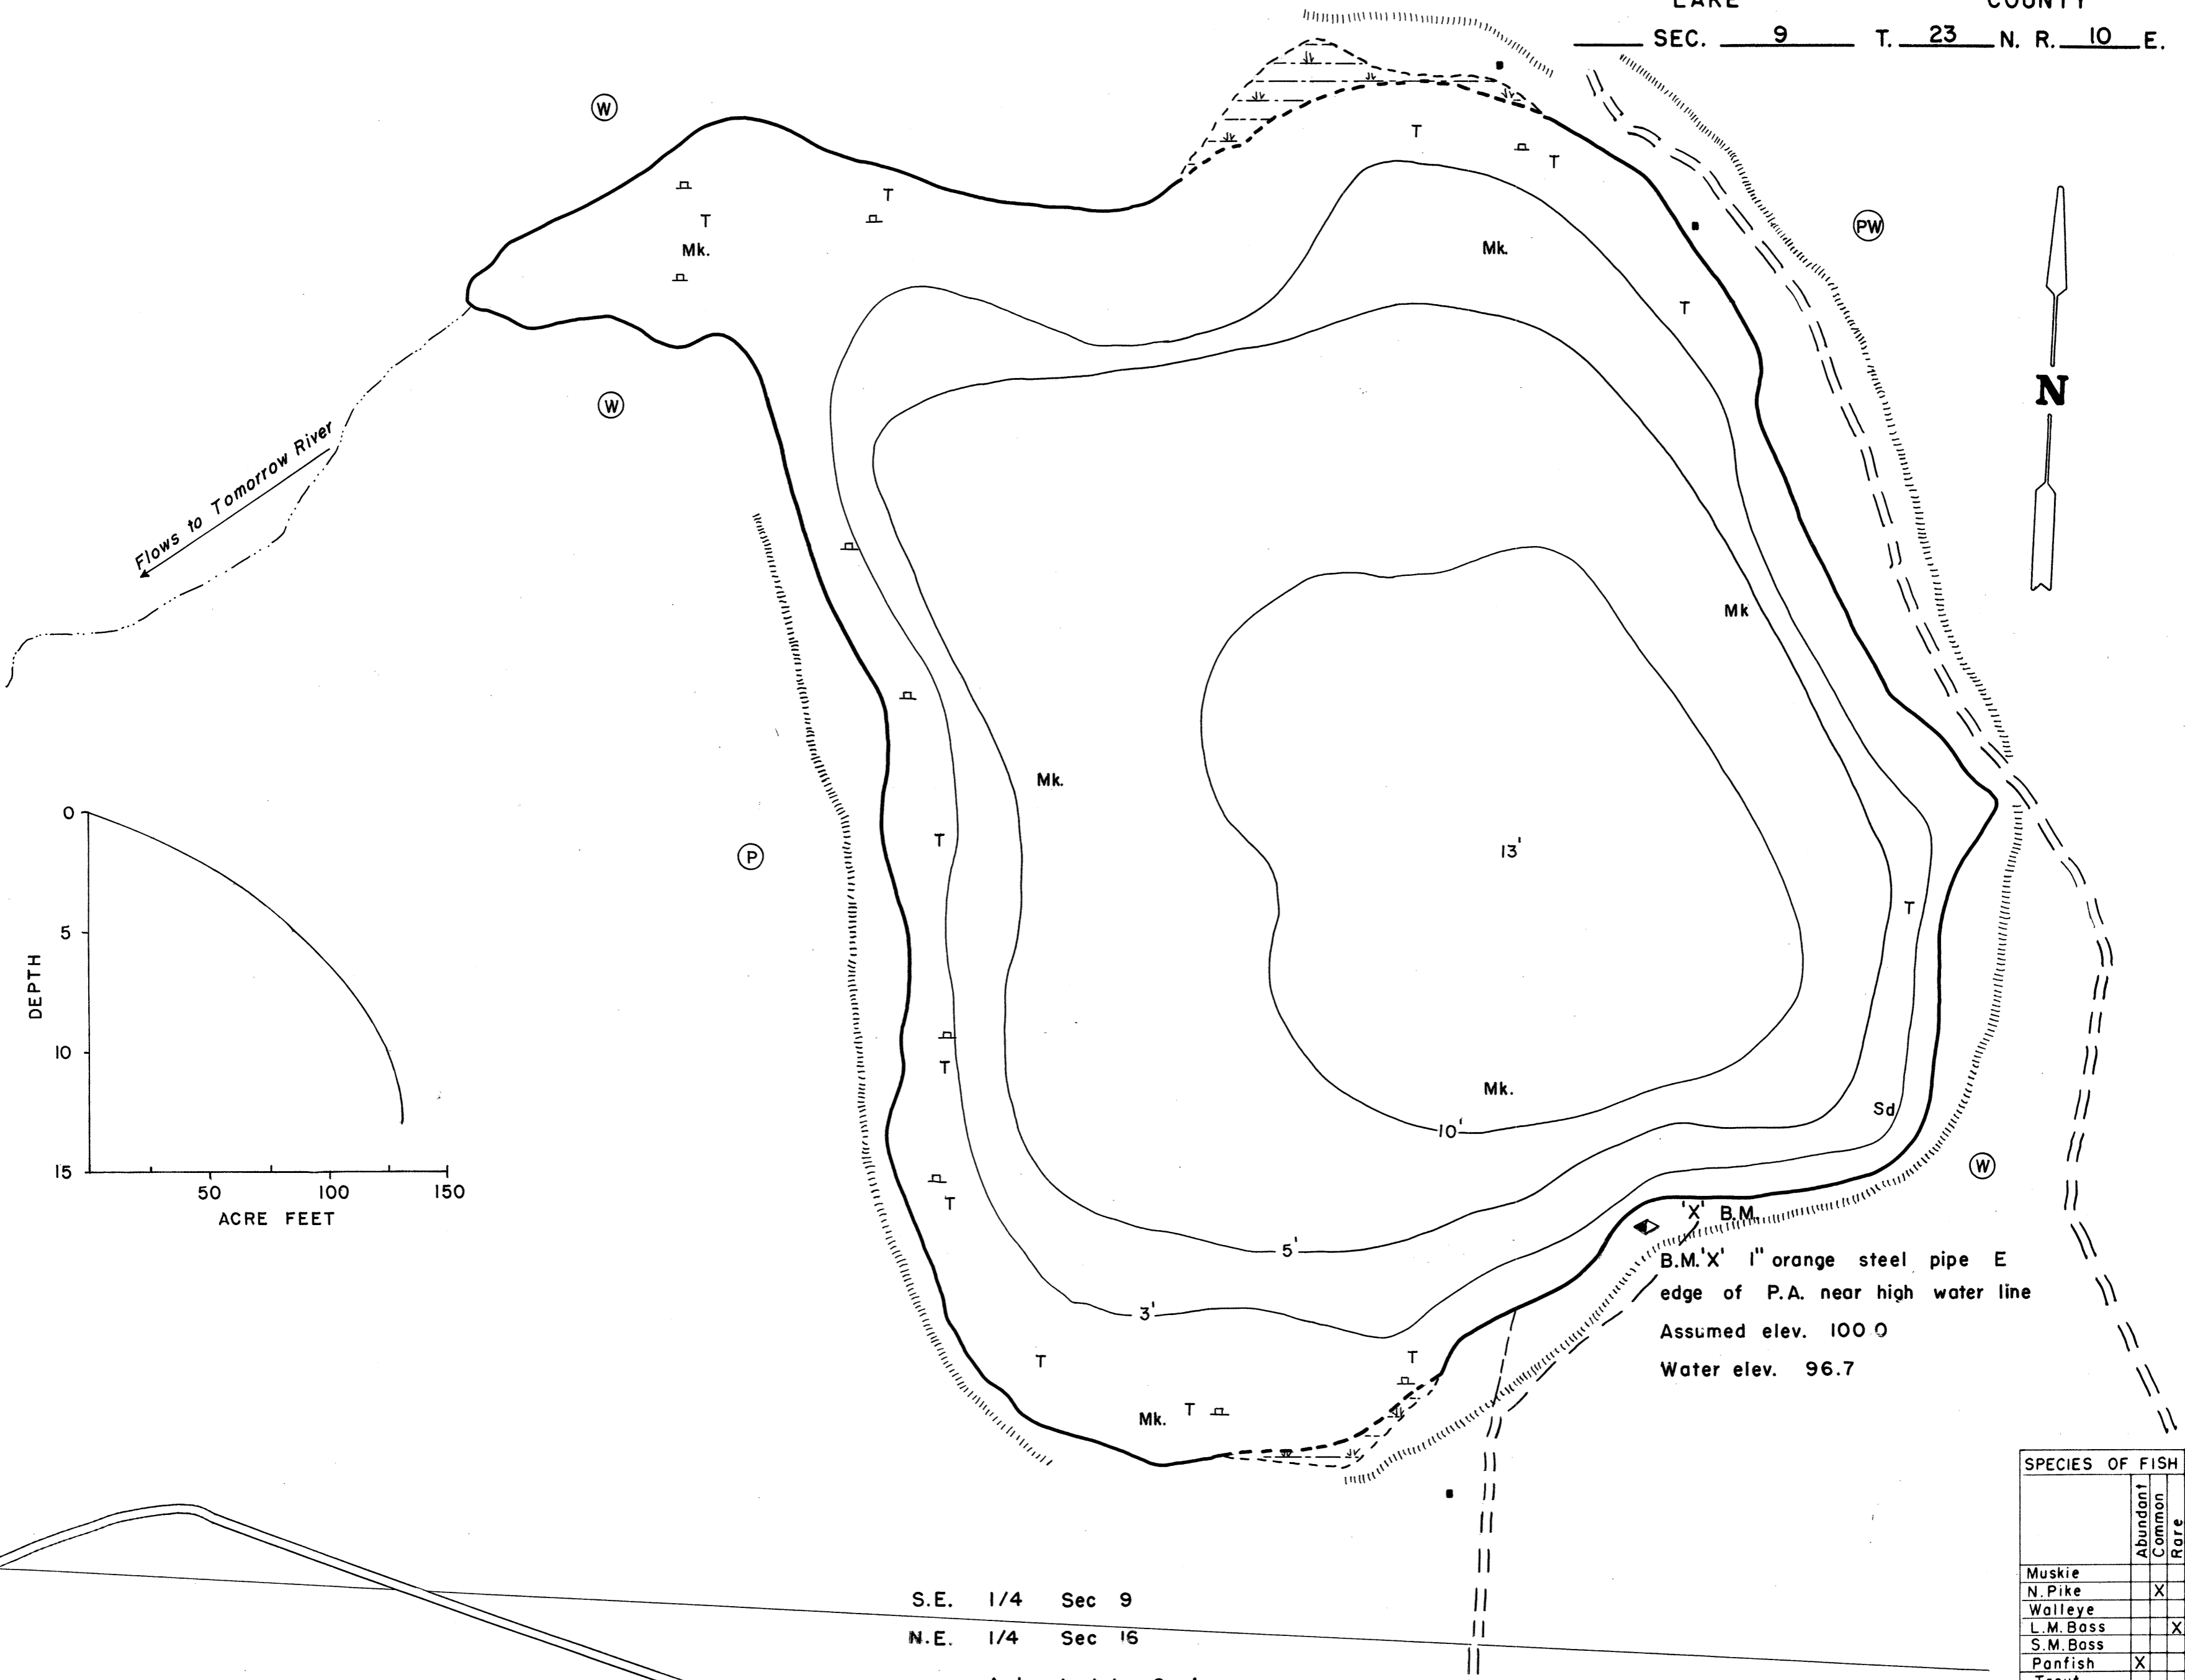 LAKE COUNTY
SEC. 9 T. 23 N. R. 10 E.
W
T
T
T
T
Mk.
Mk.
PW
T
N
W
Flows to Tomorrow River
Mk
Mk.
0
T
13'
P
T
5
DEPTH
10
T
Mk.
Sd
10'
W
15
50 100 150
ACRE FEET
T
'X' B.M.
5'
B.M.'X' 1" orange steel pipe E
edge of P.A. near high water line
3'
Assumed elev. 100.0
Water elev. 96.7
T
T
T
Mk.
SPECIES OF FISH
Abundant
Common
Rare
Muskie
N. Pike X
Walleye
L.M. Bass X
S.M. Bass
Panfish X
Trout
S.E. 1/4 Sec 9
N.E. 1/4 Sec 16